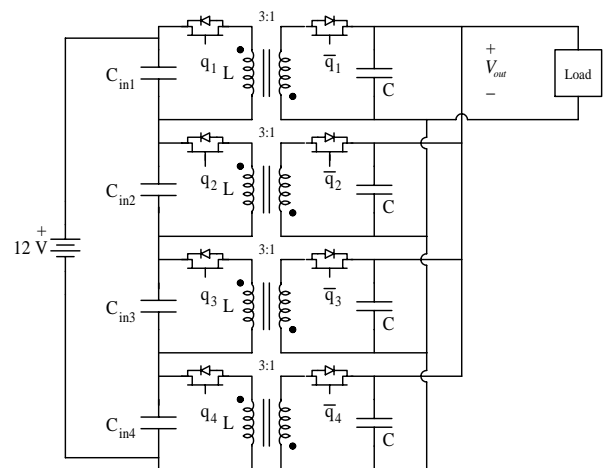 3:1
C_in1
q_1
L
q̅_1
C
+
V_out
−
Load
3:1
C_in2
q_2
L
q̅_2
C
+
12 V
3:1
C_in3
q_3
L
q̅_3
C
3:1
C_in4
q_4
L
q̅_4
C